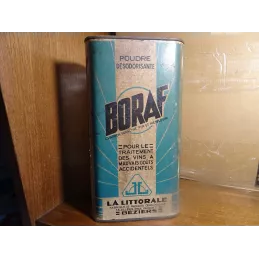 POUDRE
DÉSODORISANTE
BORAF
POUR LE
TRAITEMENT
DES VINS A
MAUVAIS GOUTS
ACCIDENTELS
LA LITTORALE
BEZIERS